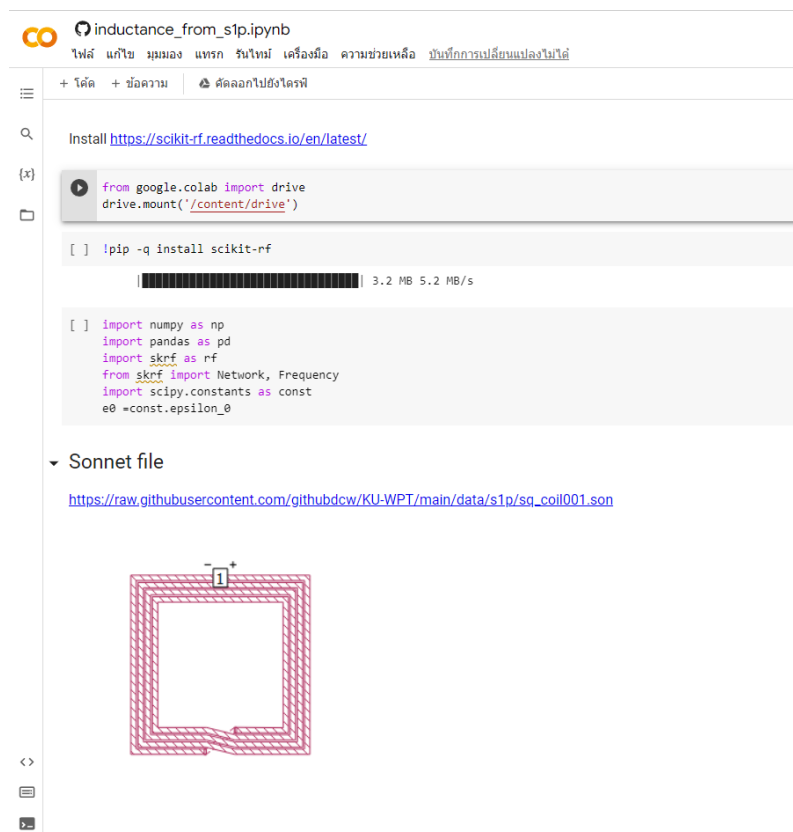 inductance_from_s1p.ipynb
ไฟล์ แก้ไข มุมมอง แทรก รันไทม์ เครื่องมือ ความช่วยเหลือ บันทึกการเปลี่ยนแปลงไม่ได้
+ โค้ด + ข้อความ คัดลอกไปยังไดรฟ์
Install https://scikit-rf.readthedocs.io/en/latest/
{x}
from google.colab import drive
drive.mount('/content/drive')
[ ] !pip -q install scikit-rf
|████████████████████████████████| 3.2 MB 5.2 MB/s
[ ] import numpy as np
import pandas as pd
import skrf as rf
from skrf import Network, Frequency
import scipy.constants as const
e0 =const.epsilon_0
Sonnet file
https://raw.githubusercontent.com/githubdcw/KU-WPT/main/data/s1p/sq_coil001.son
- +
1